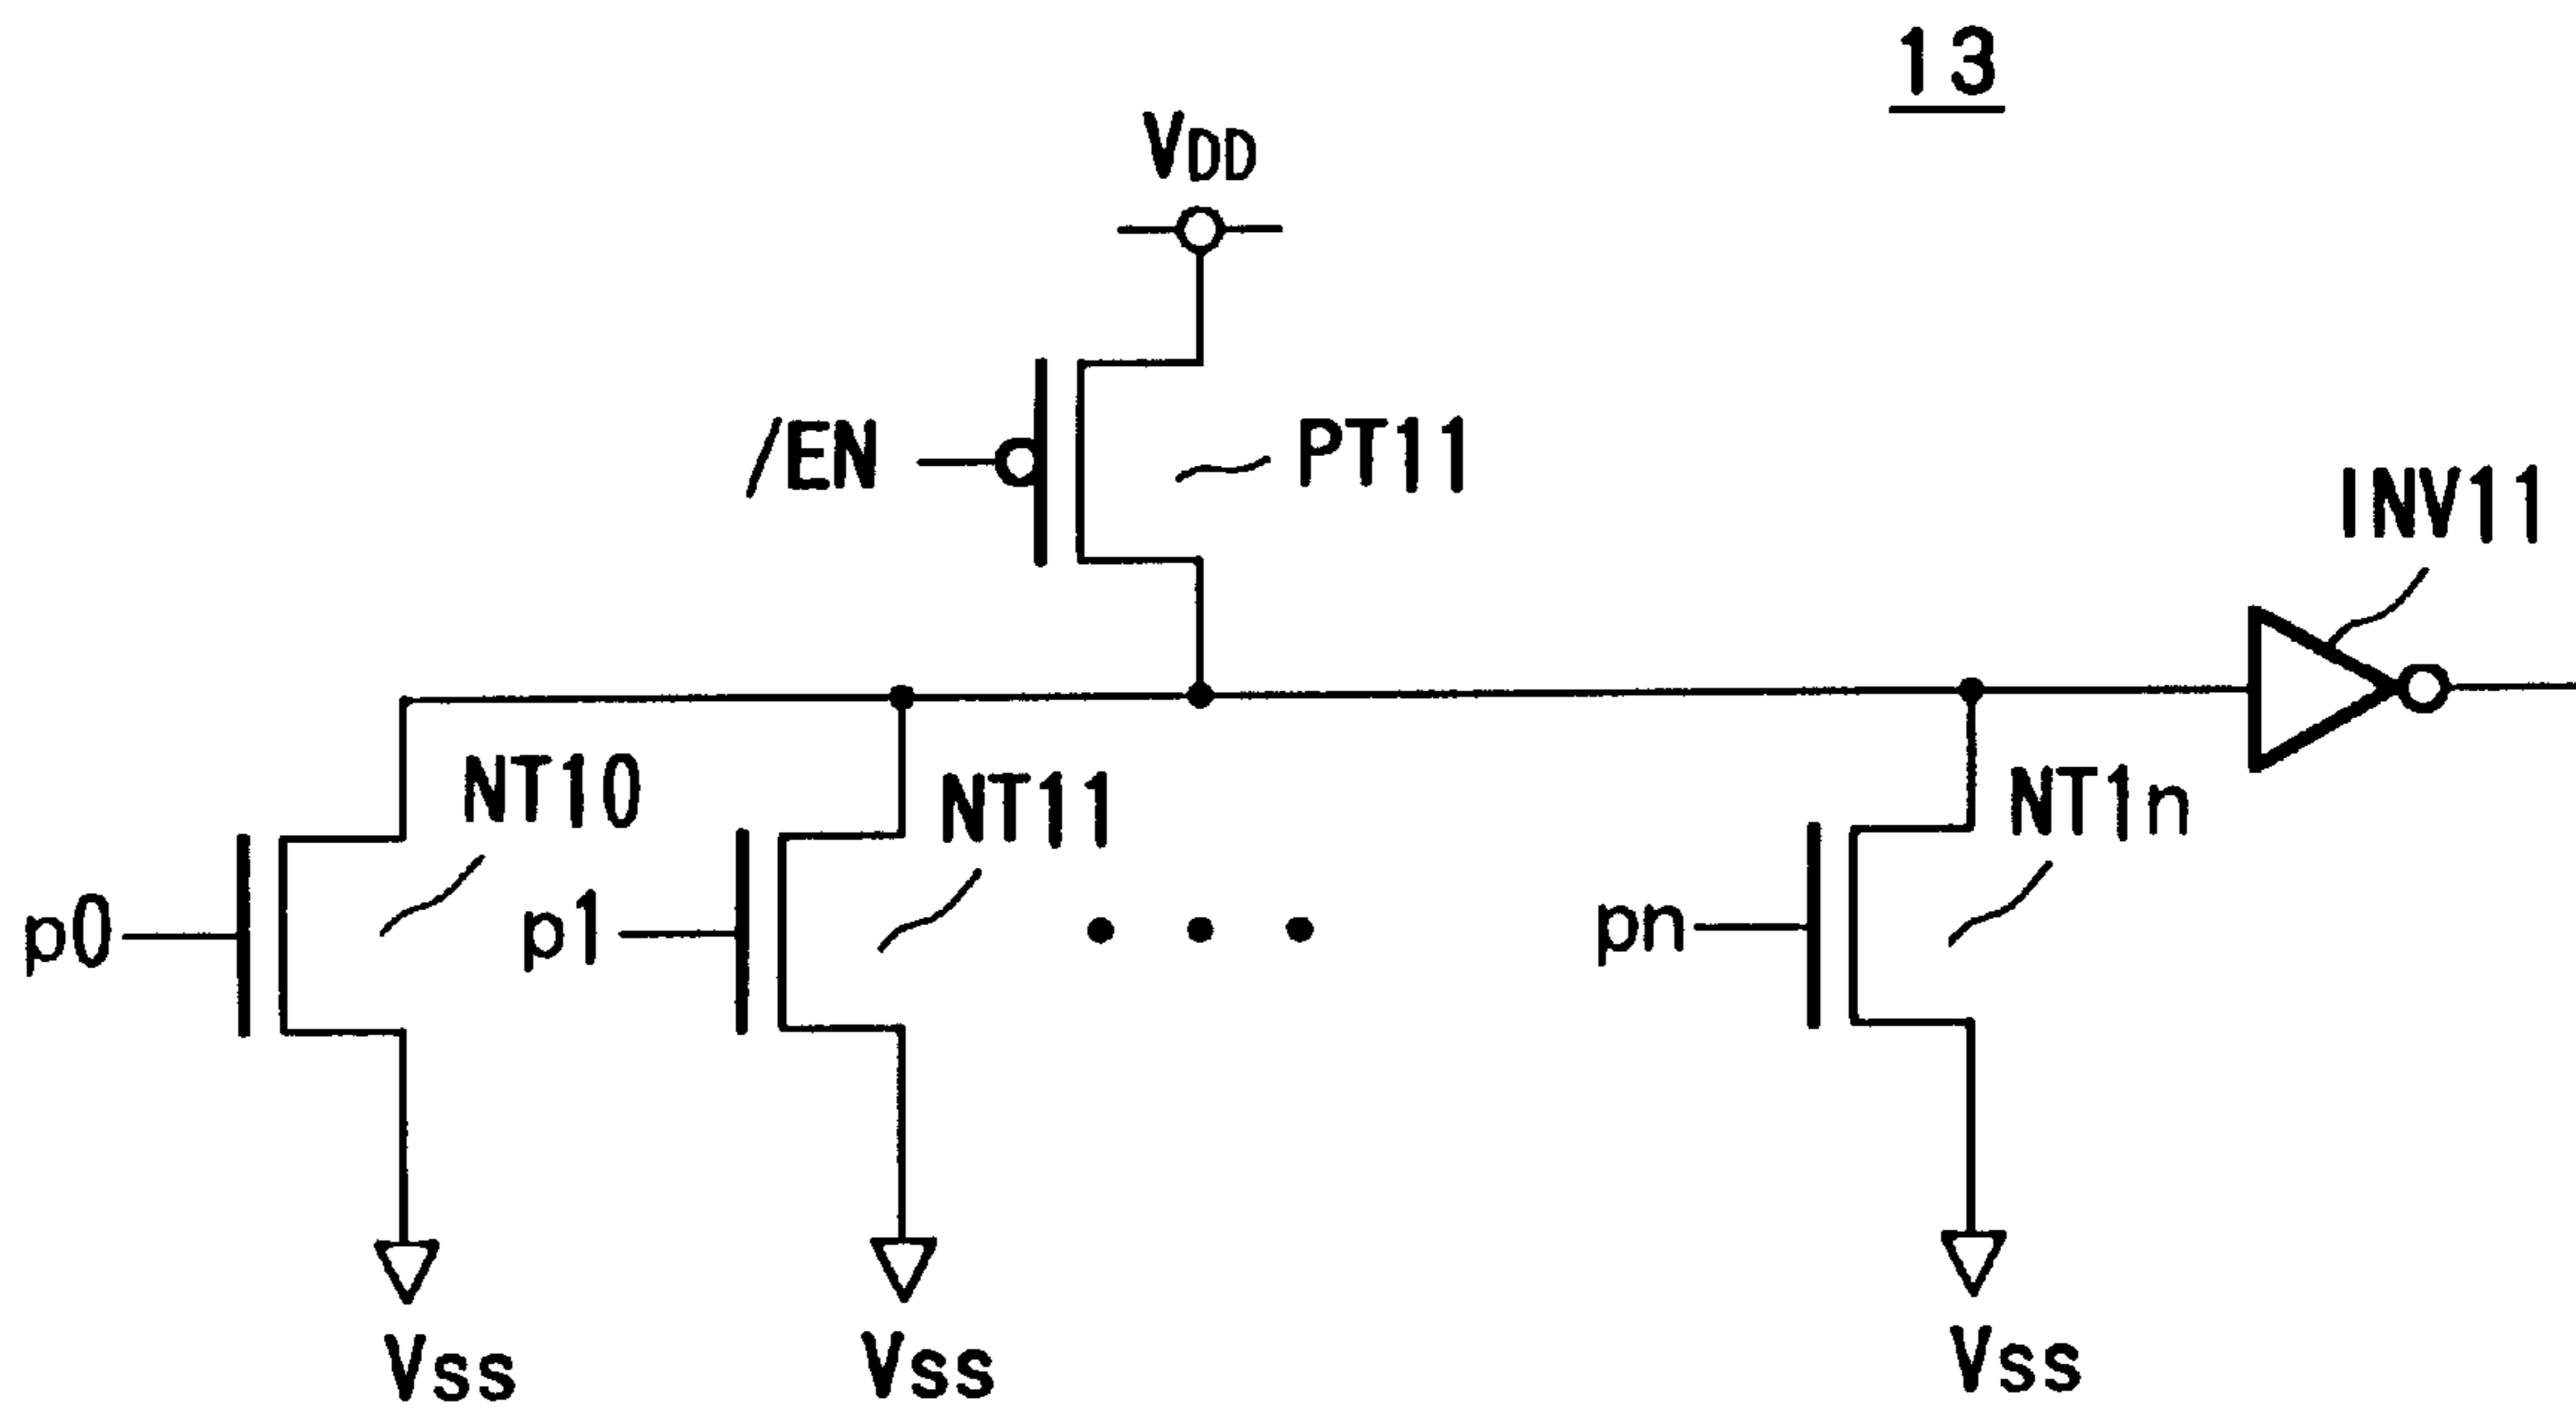 13
VDD
/EN
PT11
INV11
NT10
NT11
NT1n
p0
p1
pn
VSS
VSS
VSS